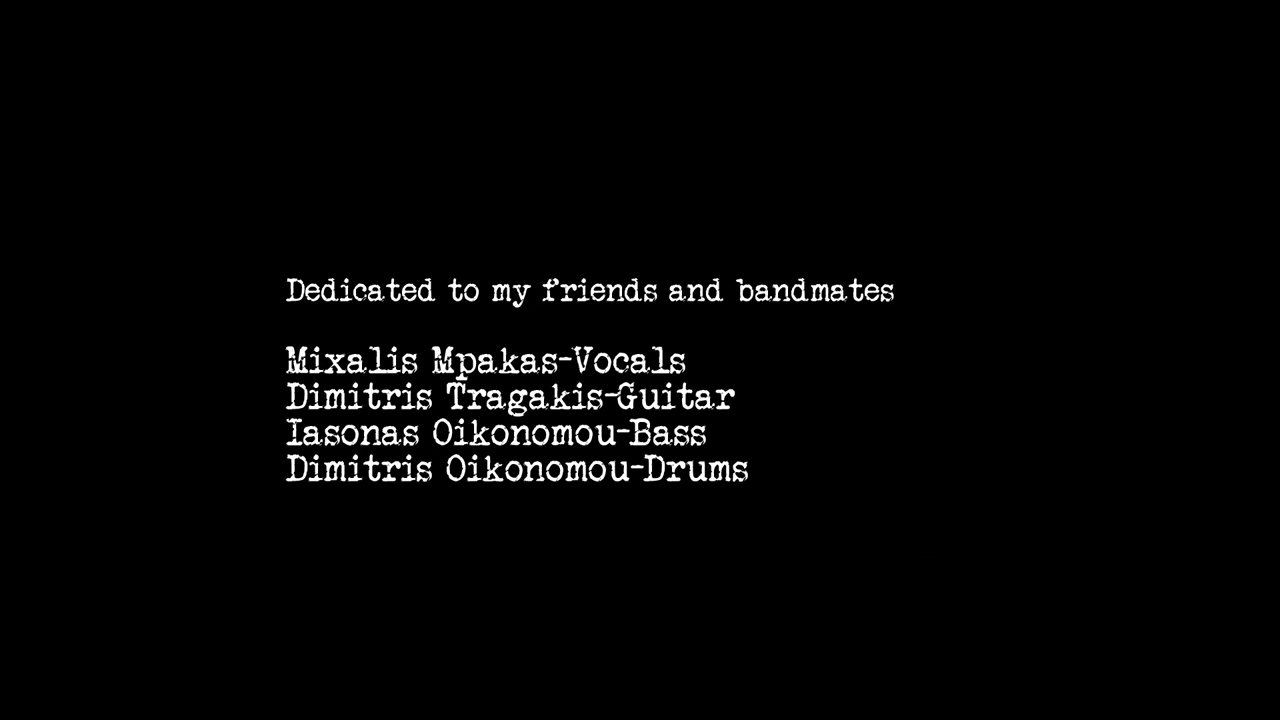 Dedicated to my friends and bandmates
Mixalis Mpakas-Vocals
Dimitris Tragakis-Guitar
Iasonas Oikonomou-Bass
Dimitris Oikonomou-Drums